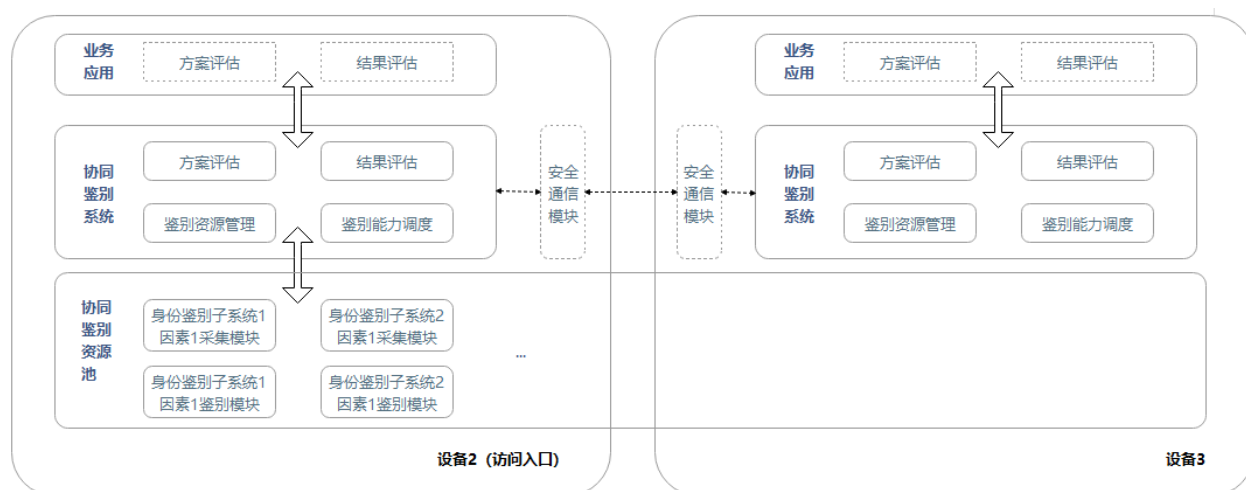 业务
应用
方案评估
结果评估
协同
鉴别
系统
方案评估
结果评估
鉴别资源管理
鉴别能力调度
安全
通信
模块
协同
鉴别
资源
池
身份鉴别子系统1
因素1采集模块
身份鉴别子系统2
因素1采集模块
...
身份鉴别子系统1
因素1鉴别模块
身份鉴别子系统2
因素1鉴别模块
设备2（访问入口）
业务
应用
方案评估
结果评估
安全
通信
模块
协同
鉴别
系统
方案评估
结果评估
鉴别资源管理
鉴别能力调度
设备3